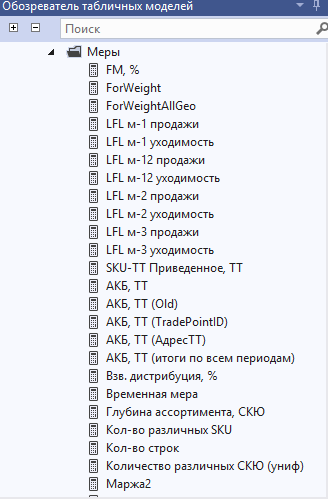 Обозреватель табличных моделей
Поиск
Меры
FM, %
ForWeight
ForWeightAllGeo
LFL м-1 продажи
LFL м-1 уходимость
LFL м-12 продажи
LFL м-12 уходимость
LFL м-2 продажи
LFL м-2 уходимость
LFL м-3 продажи
LFL м-3 уходимость
SKU-TT Приведенное, ТТ
АКБ, ТТ
АКБ, ТТ (Old)
АКБ, ТТ (TradePointID)
АКБ, ТТ (АдресТТ)
АКБ, ТТ (итоги по всем периодам)
Взв. дистрибуция, %
Временная мера
Глубина ассортимента, СКЮ
Кол-во различных SKU
Кол-во строк
Количество различных СКЮ (униф)
Маржа2